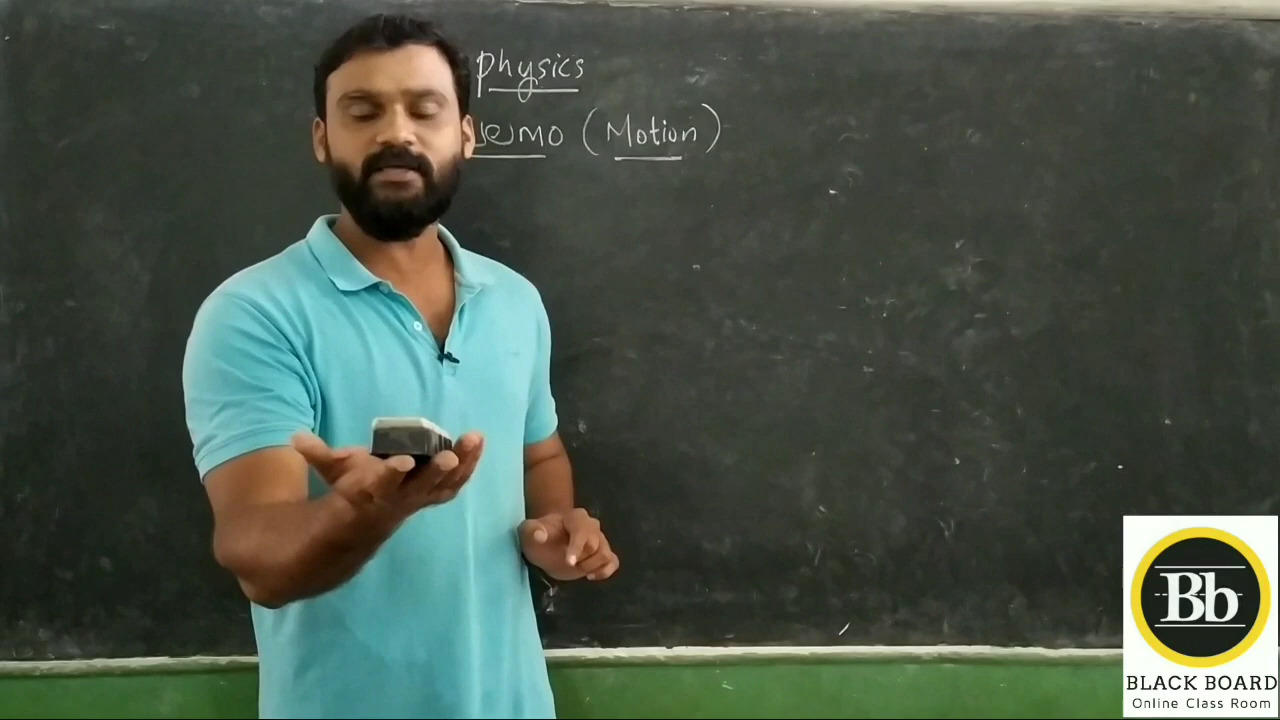 physics
(Motion)
Bb
BLACK BOARD
Online Class Room